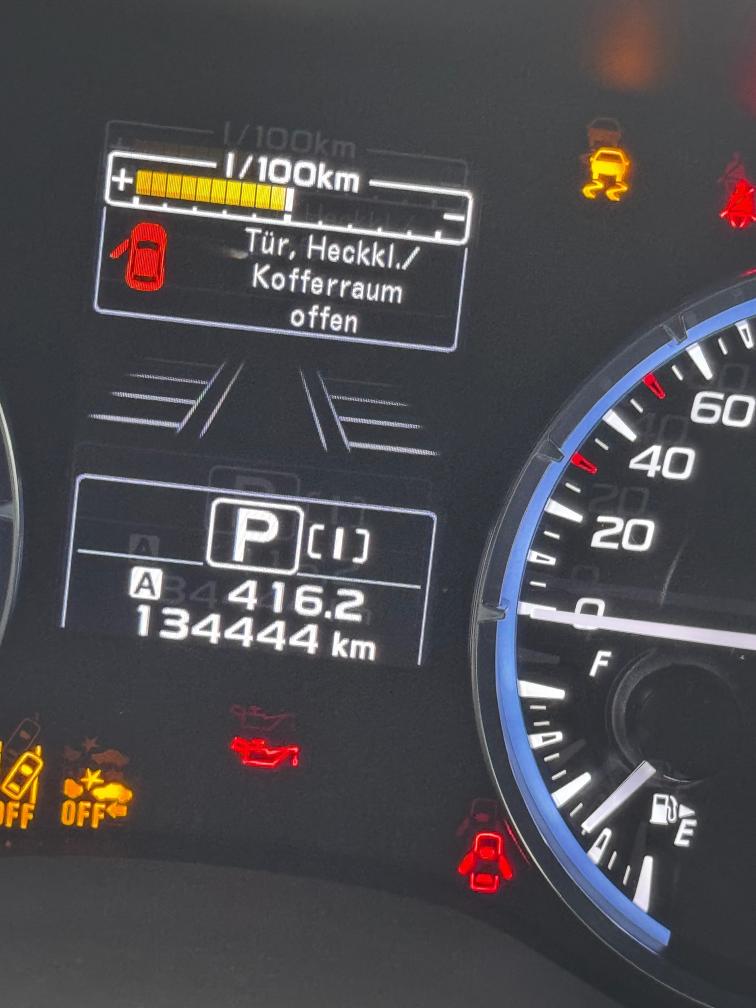 l/100km
+ −
Tür, Heckkl./
Kofferraum
offen
60
40
20
0
P [1]
A 416.2
134444 km
F
E
OFF
OFF